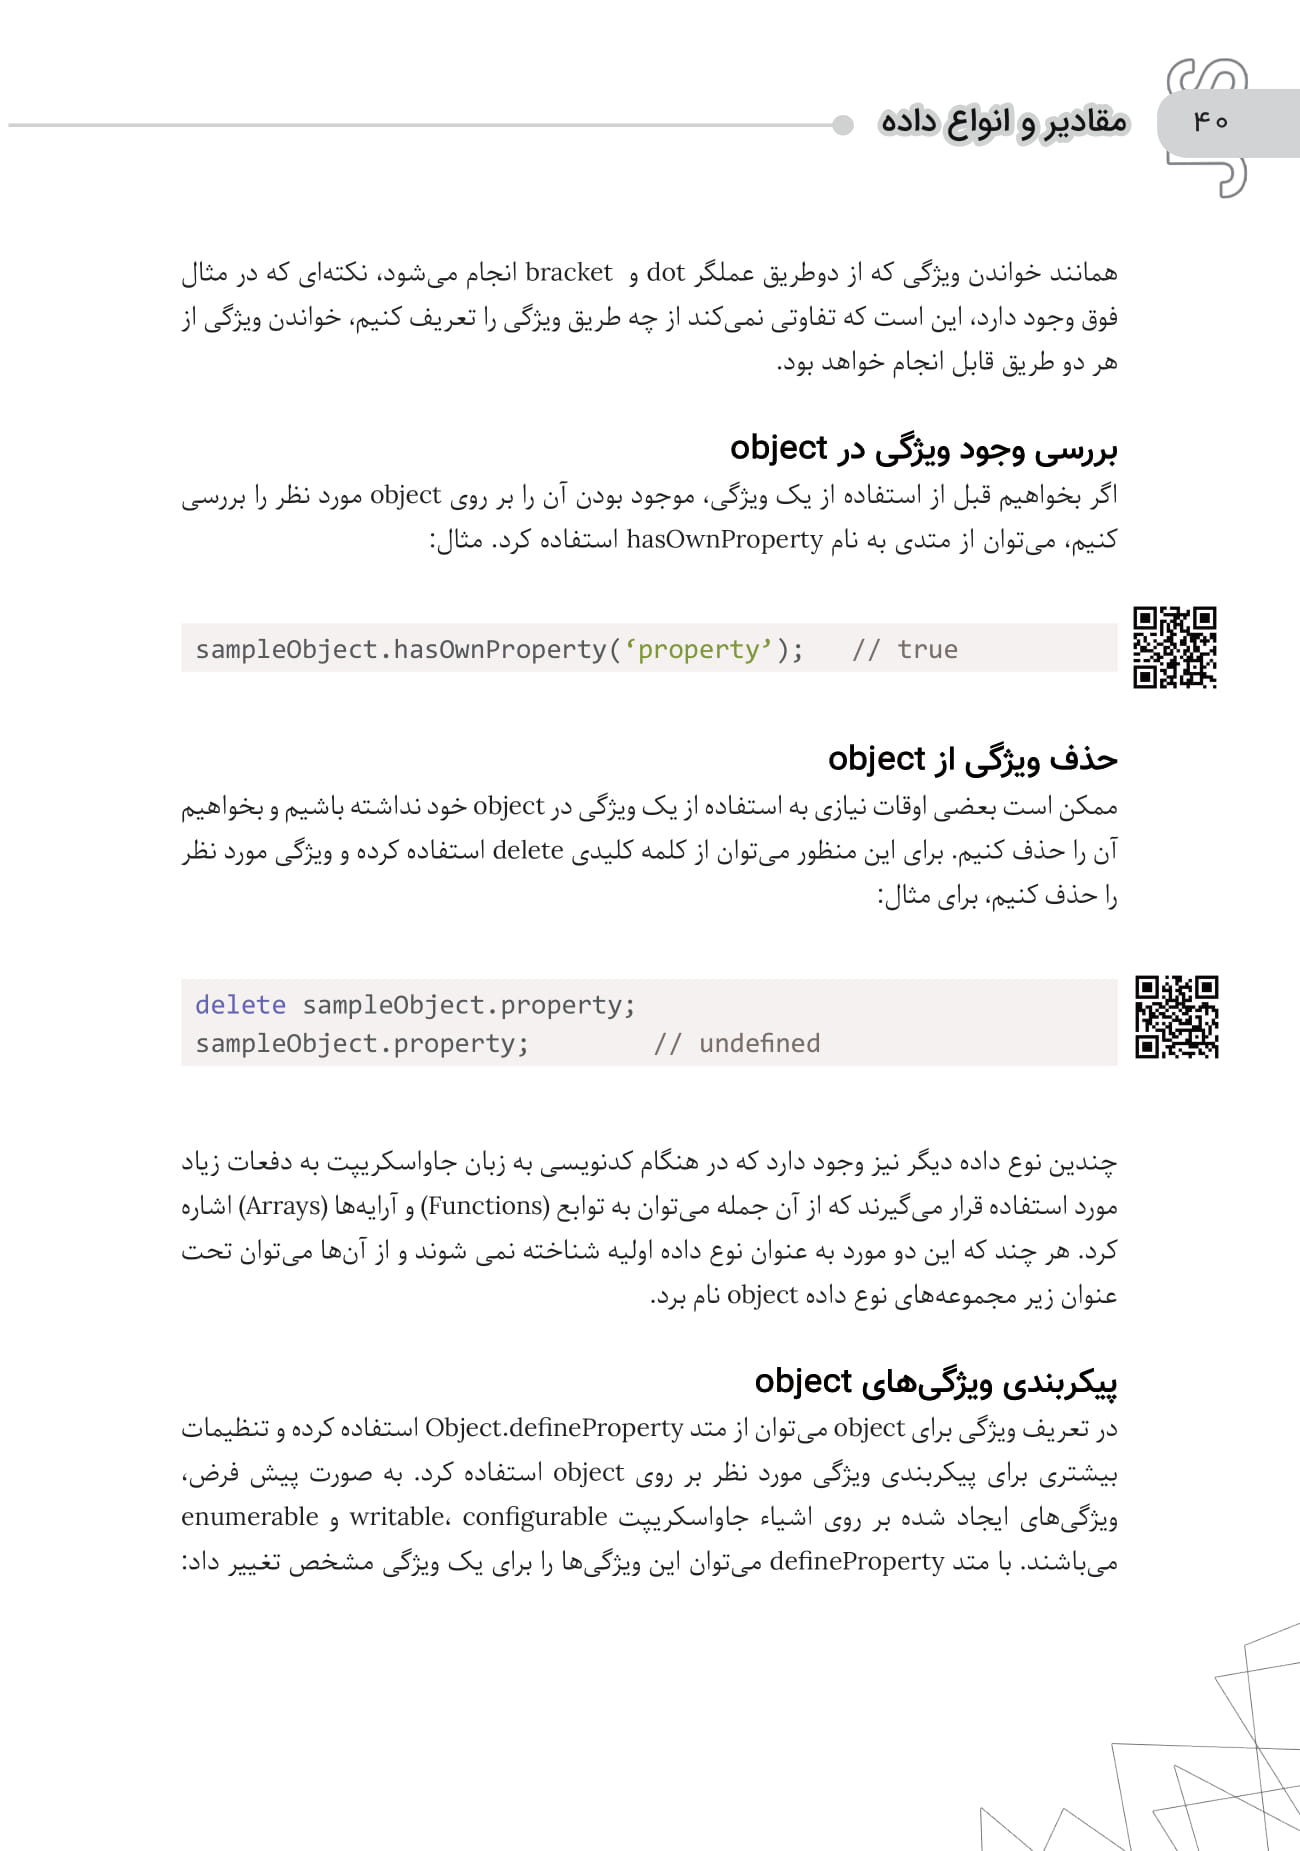 ۴۰
مقادیر و انواع داده
همانند خواندن ویژگی که از دوطریق عملگر dot و bracket انجام می‌شود، نکته‌ای که در مثال
فوق وجود دارد، این است که تفاوتی نمی‌کند از چه طریق ویژگی را تعریف کنیم، خواندن ویژگی از
هر دو طریق قابل انجام خواهد بود.
بررسی وجود ویژگی در object
اگر بخواهیم قبل از استفاده از یک ویژگی، موجود بودن آن را بر روی object مورد نظر را بررسی
کنیم، می‌توان از متدی به نام hasOwnProperty استفاده کرد. مثال:
sampleObject.hasOwnProperty(‘property’);   // true
حذف ویژگی از object
ممکن است بعضی اوقات نیازی به استفاده از یک ویژگی در object خود نداشته باشیم و بخواهیم
آن را حذف کنیم. برای این منظور می‌توان از کلمه کلیدی delete استفاده کرده و ویژگی مورد نظر
را حذف کنیم، برای مثال:
delete sampleObject.property;
sampleObject.property;        // undefined
چندین نوع داده دیگر نیز وجود دارد که در هنگام کدنویسی به زبان جاواسکریپت به دفعات زیاد
مورد استفاده قرار می‌گیرند که از آن جمله می‌توان به توابع (Functions) و آرایه‌ها (Arrays) اشاره
کرد. هر چند که این دو مورد به عنوان نوع داده اولیه شناخته نمی شوند و از آن‌ها می‌توان تحت
عنوان زیر مجموعه‌های نوع داده object نام برد.
پیکربندی ویژگی‌های object
در تعریف ویژگی برای object می‌توان از متد Object.defineProperty استفاده کرده و تنظیمات
بیشتری برای پیکربندی ویژگی مورد نظر بر روی object استفاده کرد. به صورت پیش فرض،
ویژگی‌های ایجاد شده بر روی اشیاء جاواسکریپت writable، configurable و enumerable
می‌باشند. با متد defineProperty می‌توان این ویژگی‌ها را برای یک ویژگی مشخص تغییر داد: